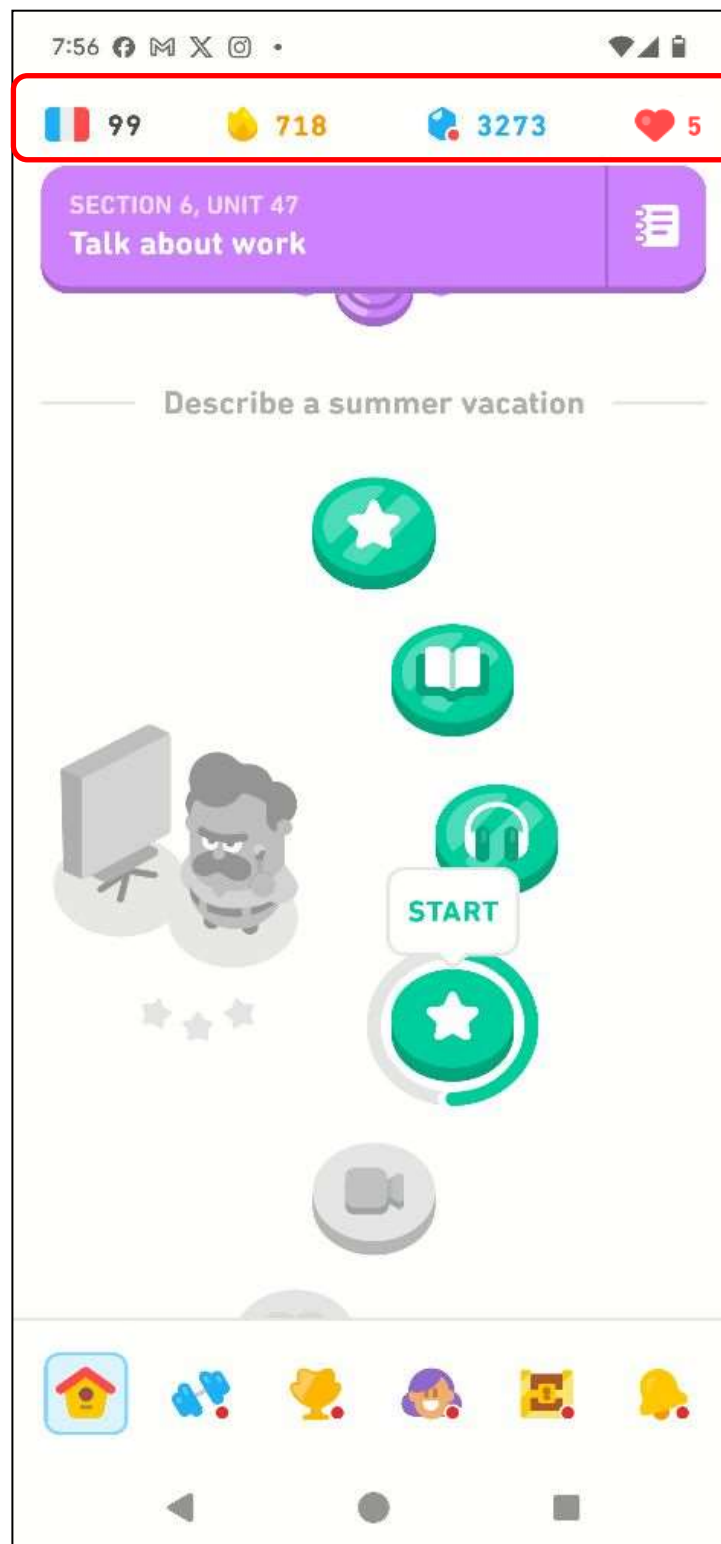 7:56
99 718 3273 5
SECTION 6, UNIT 47
Talk about work
Describe a summer vacation
START